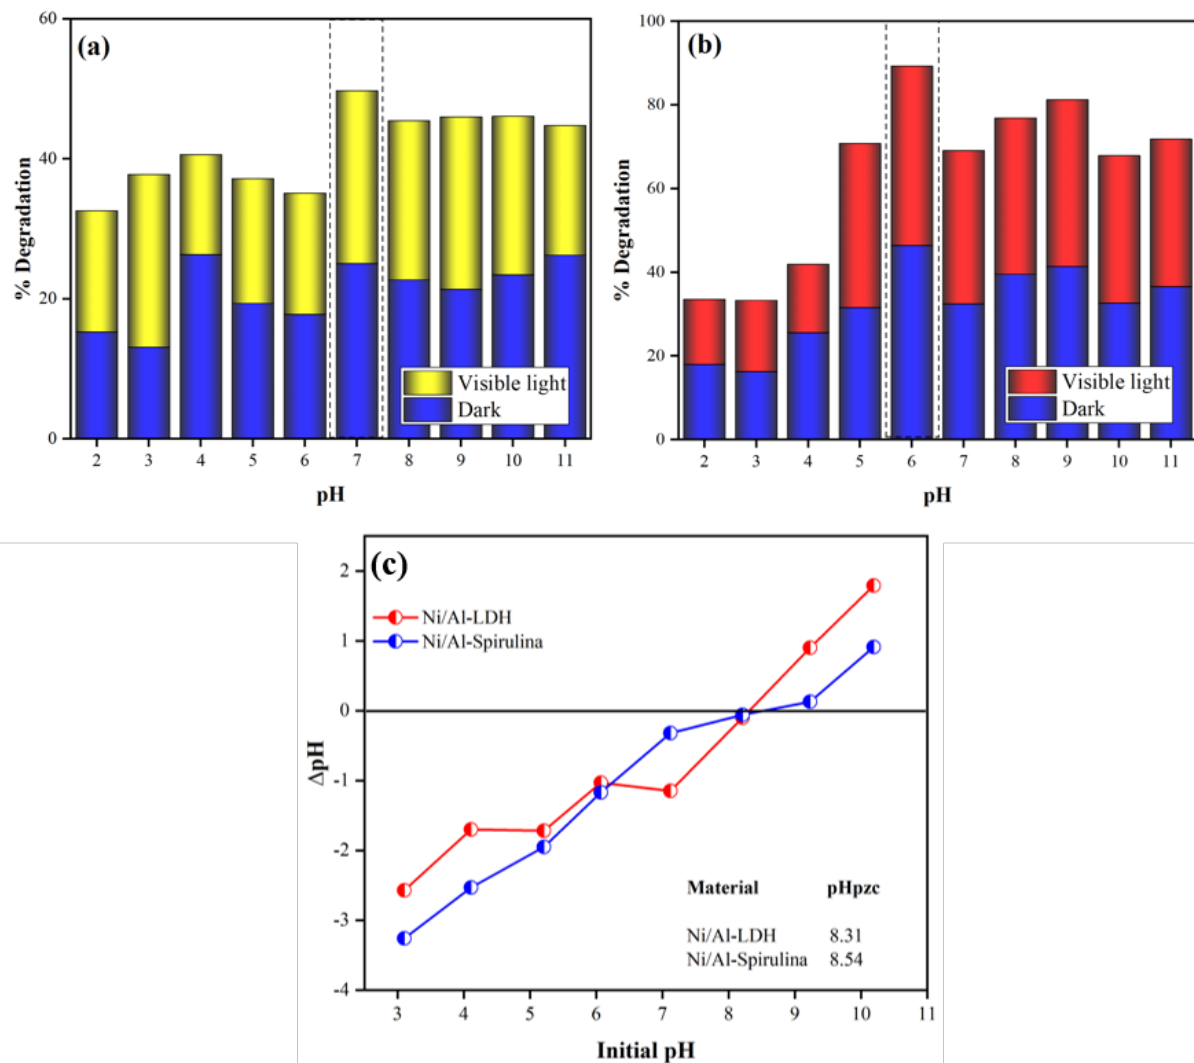 (a)
60
40
20
0
% Degradation
Visible light
Dark
2 3 4 5 6 7 8 9 10 11
pH
(b)
100
80
60
40
20
0
% Degradation
Visible light
Dark
2 3 4 5 6 7 8 9 10 11
pH
(c)
2
1
0
-1
-2
-3
-4
ΔpH
Ni/Al-LDH
Ni/Al-Spirulina
Material pHpzc
Ni/Al-LDH 8.31
Ni/Al-Spirulina 8.54
3 4 5 6 7 8 9 10 11
Initial pH